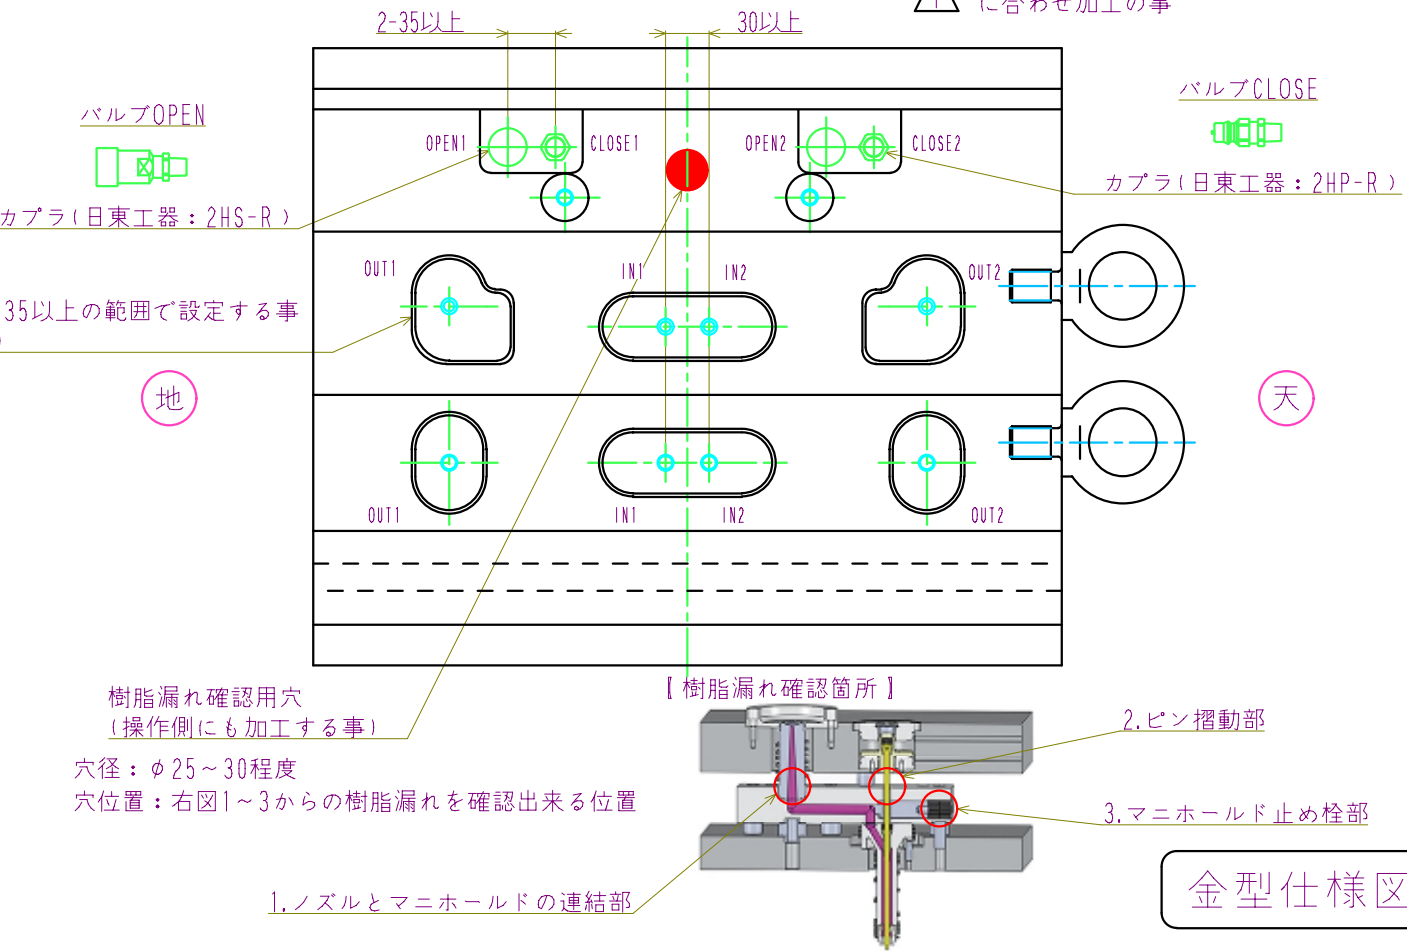 に合わせ加工の事
2-35以上
30以上
バルブOPEN
バルブCLOSE
OPEN1
CLOSE1
OPEN2
CLOSE2
カプラ(日東工器：2HS-R)
カプラ(日東工器：2HP-R)
OUT1
IN1
IN2
OUT2
35以上の範囲で設定する事
地
天
OUT1
IN1
IN2
OUT2
樹脂漏れ確認用穴
(操作側にも加工する事)
穴径：φ25～30程度
穴位置：右図1～3からの樹脂漏れを確認出来る位置
【樹脂漏れ確認箇所】
2.ピン摺動部
3.マニホールド止め栓部
1.ノズルとマニホールドの連結部
金型仕様図